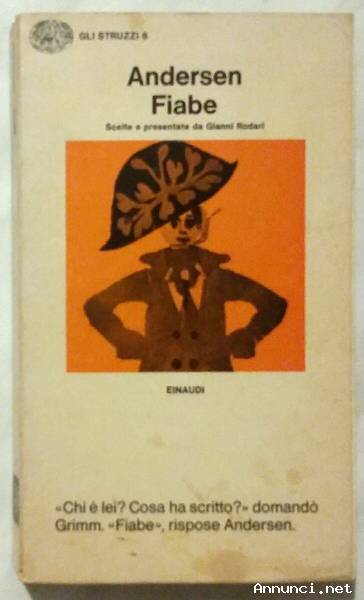 GLI STRUZZI 8
Andersen
Fiabe
Scelte e presentate da Gianni Rodari
EINAUDI
«Chi è lei? Cosa ha scritto?» domandò
Grimm. «Fiabe», rispose Andersen.
Annunci.net